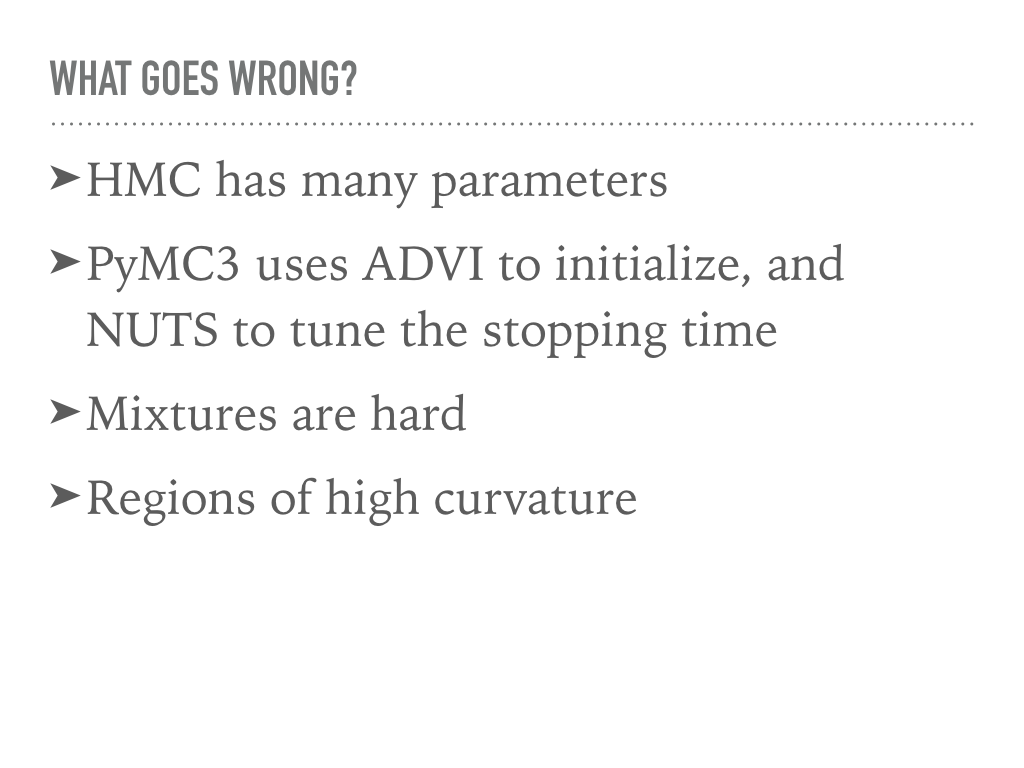 WHAT GOES WRONG?
➤HMC has many parameters
➤PyMC3 uses ADVI to initialize, and
NUTS to tune the stopping time
➤Mixtures are hard
➤Regions of high curvature